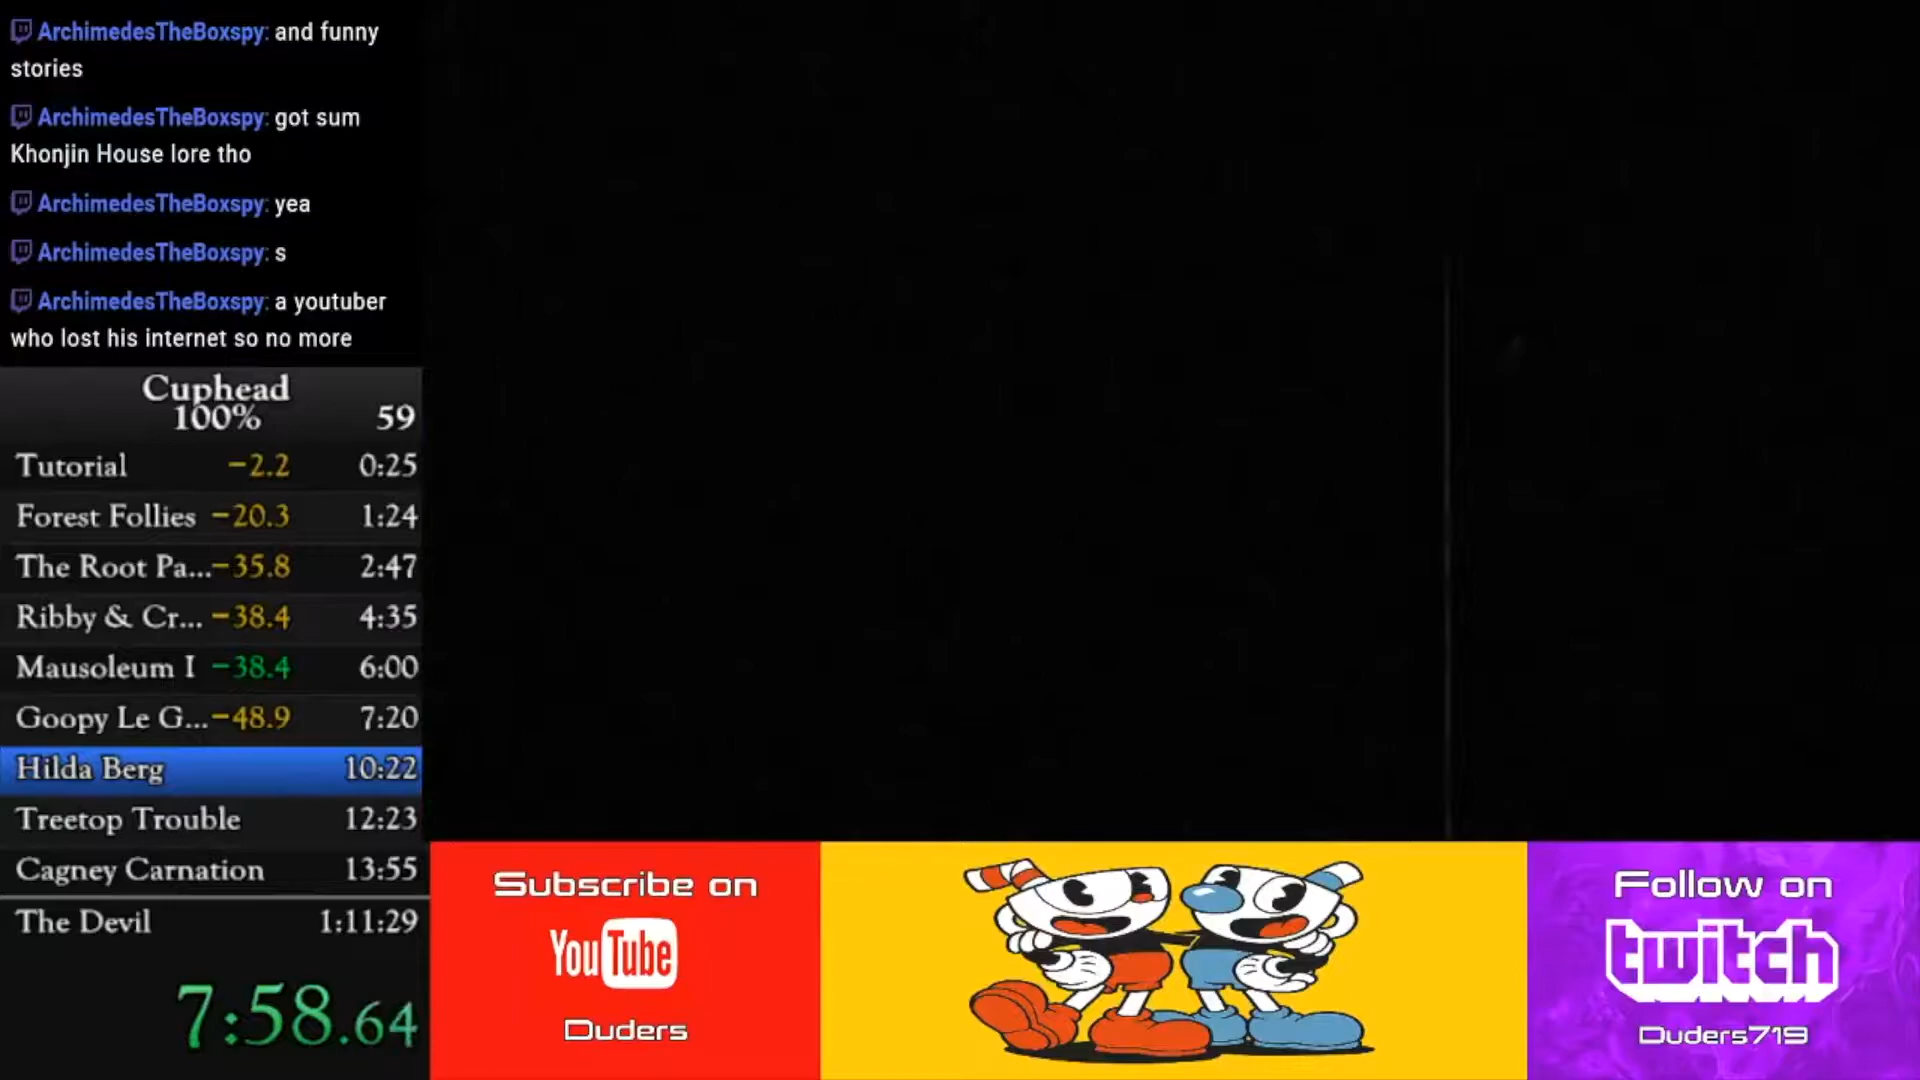 ArchimedesTheBoxspy: and funny
stories
ArchimedesTheBoxspy: got sum
Khonjin House lore tho
ArchimedesTheBoxspy: yea
ArchimedesTheBoxspy: s
ArchimedesTheBoxspy: a youtuber
who lost his internet so no more
Cuphead
100% 59
Tutorial -2.2 0:25
Forest Follies -20.3 1:24
The Root Pa... -35.8 2:47
Ribby & Cr... -38.4 4:35
Mausoleum I -38.4 6:00
Goopy Le G... -48.9 7:20
Hilda Berg 10:22
Treetop Trouble 12:23
Cagney Carnation 13:55
The Devil 1:11:29
7:58.64
Subscribe on
YouTube
Duders
Follow on
twitch
Duders719